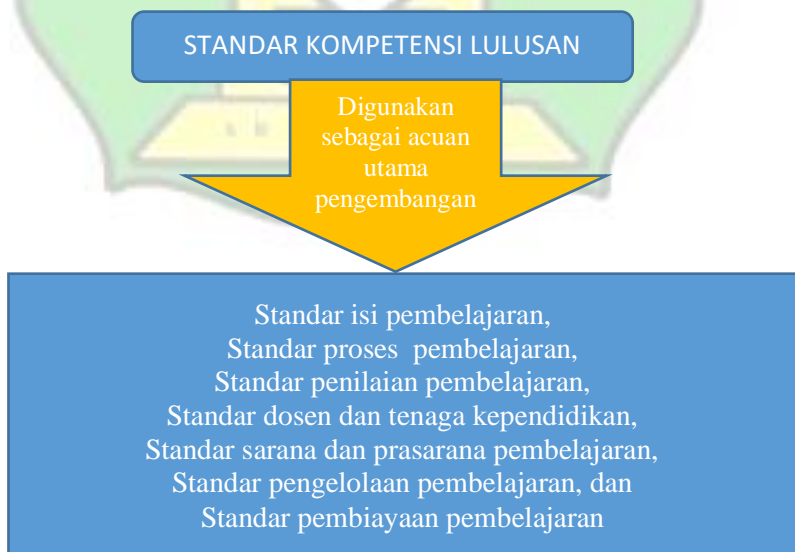 STANDAR KOMPETENSI LULUSAN
Digunakan
sebagai acuan
utama
pengembangan
Standar isi pembelajaran,
Standar proses pembelajaran,
Standar penilaian pembelajaran,
Standar dosen dan tenaga kependidikan,
Standar sarana dan prasarana pembelajaran,
Standar pengelolaan pembelajaran, dan
Standar pembiayaan pembelajaran